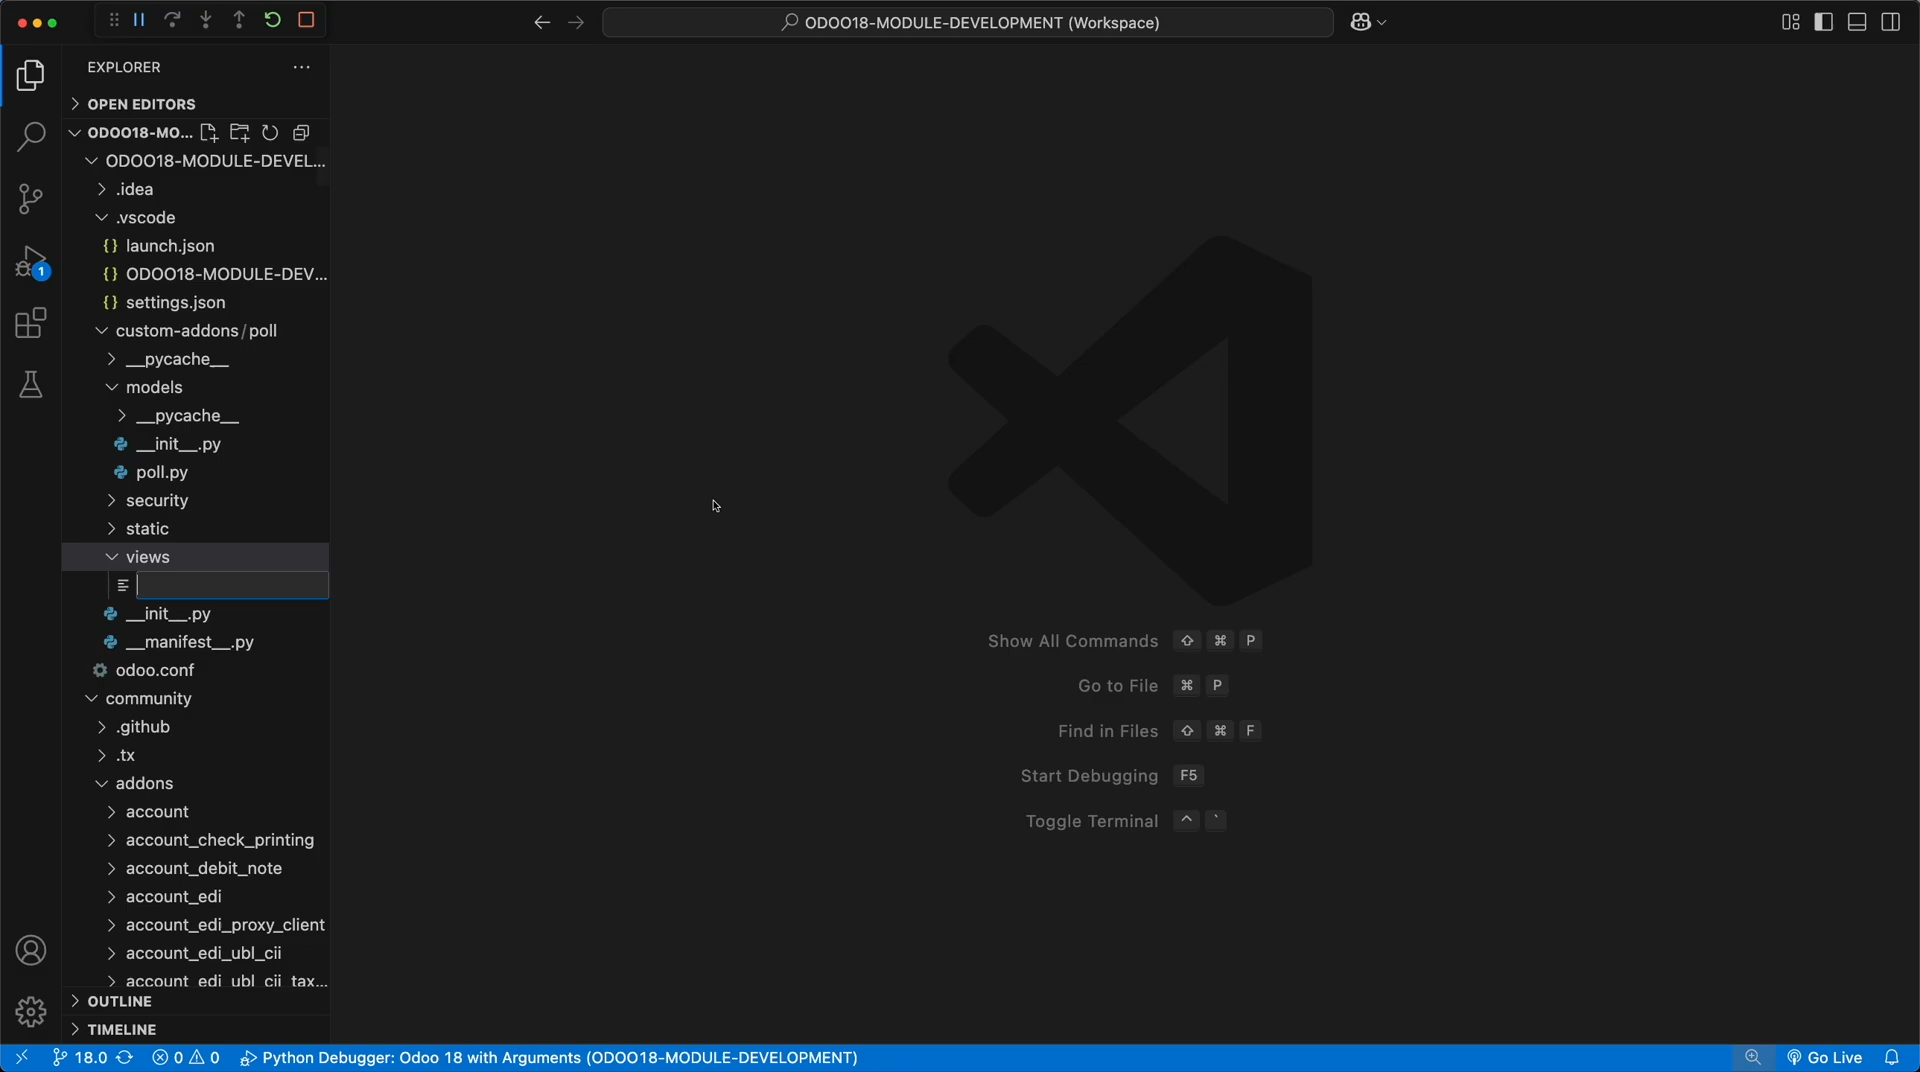 ODOO18-MODULE-DEVELOPMENT (Workspace)
EXPLORER
OPEN EDITORS
ODOO18-MO...
ODOO18-MODULE-DEVEL...
.idea
.vscode
{} launch.json
{} ODOO18-MODULE-DEV...
{} settings.json
custom-addons/poll
__pycache__
models
__pycache__
__init__.py
poll.py
security
static
views
__init__.py
__manifest__.py
odoo.conf
community
.github
.tx
addons
account
account_check_printing
account_debit_note
account_edi
account_edi_proxy_client
account_edi_ubl_cii
account_edi_ubl_cii_tax...
OUTLINE
TIMELINE
1
Show All Commands ⇧ ⌘ P
Go to File ⌘ P
Find in Files ⇧ ⌘ F
Start Debugging F5
Toggle Terminal ^ `
18.0 0 0 Python Debugger: Odoo 18 with Arguments (ODOO18-MODULE-DEVELOPMENT) Go Live